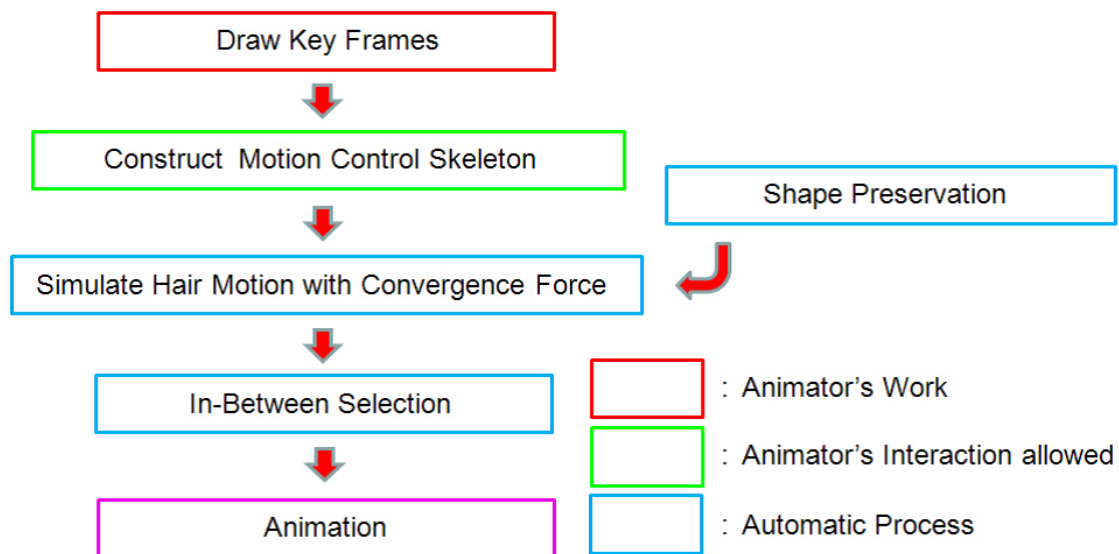 Draw Key Frames
Construct Motion Control Skeleton
Shape Preservation
Simulate Hair Motion with Convergence Force
In-Between Selection
Animation
: Animator’s Work
: Animator’s Interaction allowed
: Automatic Process